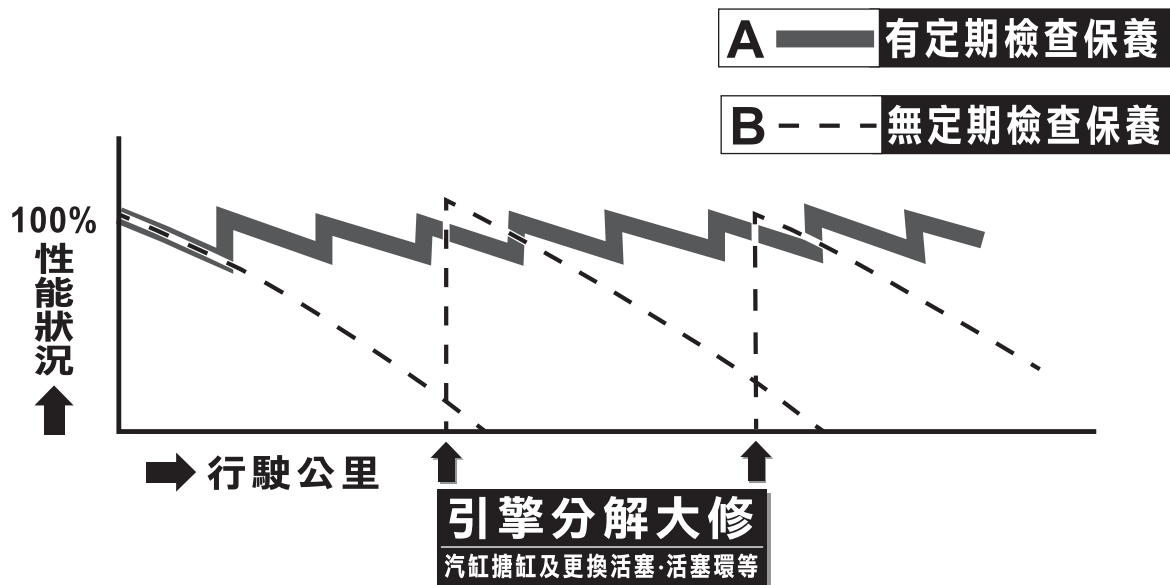 A 有定期檢查保養
B 無定期檢查保養
100%
性能狀況
行駛公里
引擎分解大修
汽缸搪缸及更換活塞·活塞環等